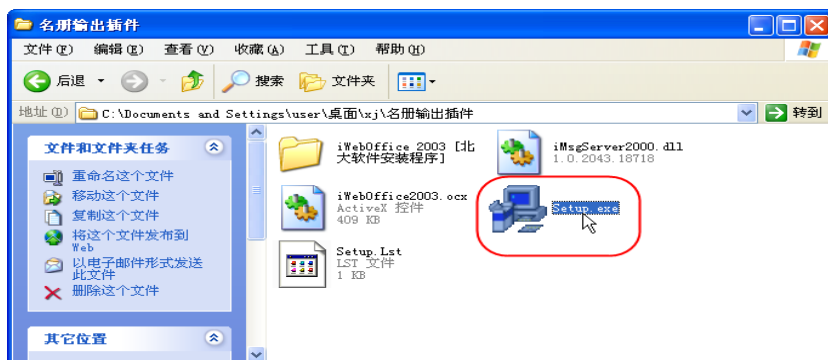 名册输出插件
文件(F) 编辑(E) 查看(V) 收藏(A) 工具(T) 帮助(H)
后退 搜索 文件夹
地址(D) C:\Documents and Settings\user\桌面\xj\名册输出插件 转到
文件和文件夹任务
重命名这个文件
移动这个文件
复制这个文件
将这个文件发布到
Web
以电子邮件形式发送
此文件
删除这个文件
其它位置
iWebOffice 2003 [北
大软件安装程序]
iMsgServer2000.dll
1.0.2043.18718
iWebOffice2003.ocx
ActiveX 控件
409 KB
Setup.exe
Setup.Lst
LST 文件
1 KB